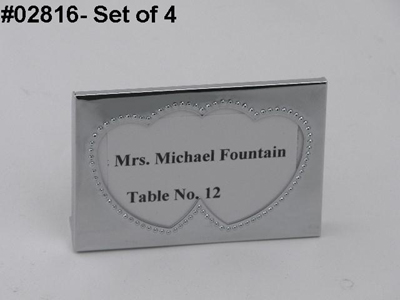 #02816- Set of 4
Mrs. Michael Fountain
Table No. 12